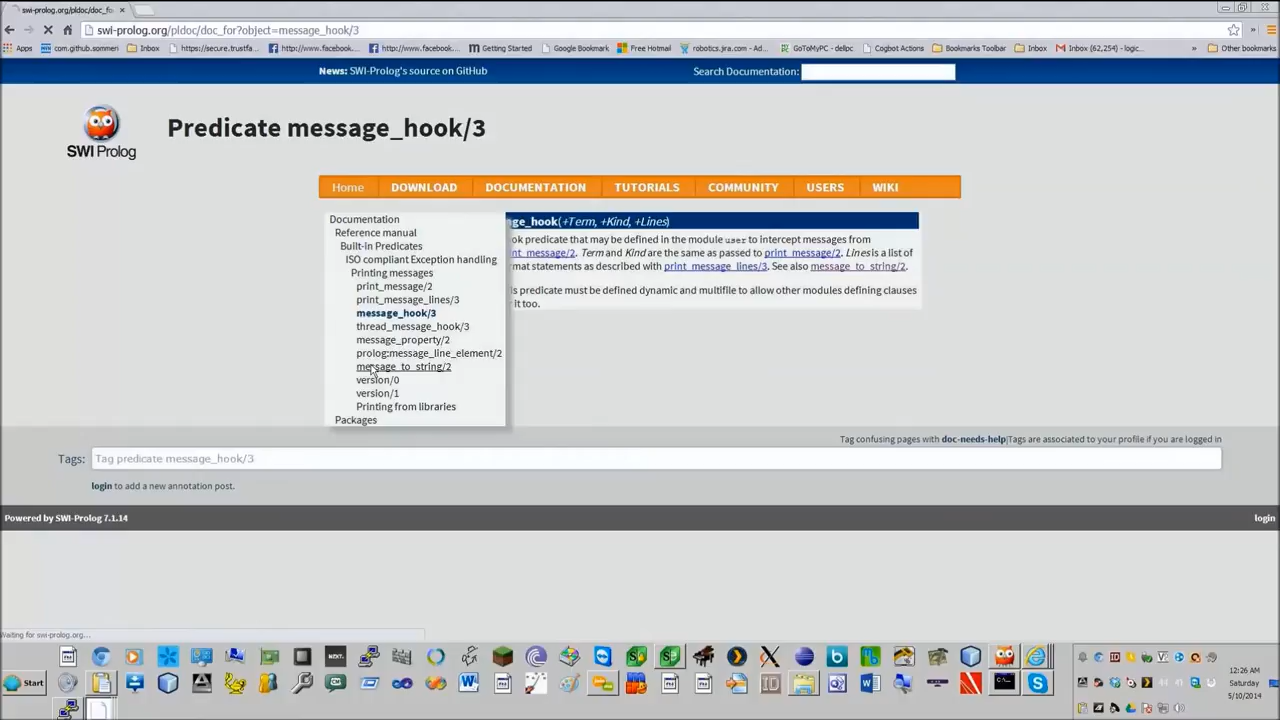 swi-prolog.org/pldoc/doc_for
swi-prolog.org/pldoc/doc_for?object=message_hook/3
Apps com.github.sommeri Inbox https://secure.trustfa... http://www.facebook.... http://www.facebook.... Getting Started Google Bookmark Free Hotmail robotics.jira.com - Ad... GoToMyPC - dellpc Cogbot Actions Bookmarks Toolbar Inbox Inbox (62,254) - logic... » Other bookmarks
News: SWI-Prolog's source on GitHub
Search Documentation:
Predicate message_hook/3
SWI Prolog
Home DOWNLOAD DOCUMENTATION TUTORIALS COMMUNITY USERS WIKI
Documentation
Reference manual
Built-in Predicates
ISO compliant Exception handling
Printing messages
print_message/2
print_message_lines/3
message_hook/3
thread_message_hook/3
message_property/2
prolog:message_line_element/2
message_to_string/2
version/0
version/1
Printing from libraries
Packages
ge_hook(+Term, +Kind, +Lines)
ok predicate that may be defined in the module user to intercept messages from
nt_message/2. Term and Kind are the same as passed to print_message/2. Lines is a list of
mat statements as described with print_message_lines/3. See also message_to_string/2.
is predicate must be defined dynamic and multifile to allow other modules defining clauses
it too.
Tag confusing pages with doc-needs-help|Tags are associated to your profile if you are logged in
Tags: Tag predicate message_hook/3
login to add a new annotation post.
Powered by SWI-Prolog 7.1.14
login
Waiting for swi-prolog.org...
NEXT.
Start
12:26 AM
Saturday
5/10/2014